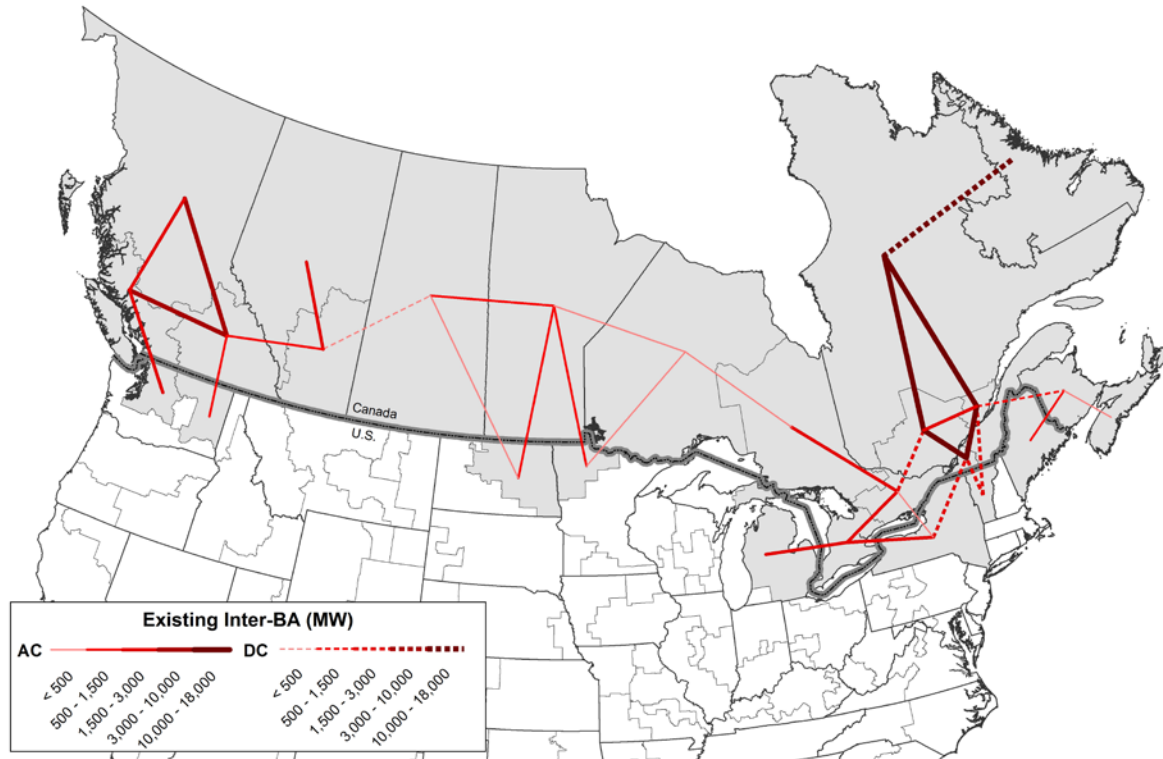 Canada
U.S.
Existing Inter-BA (MW)
AC DC
< 500
500 - 1,500
1,500 - 3,000
3,000 - 10,000
10,000 - 18,000
< 500
500 - 1,500
1,500 - 3,000
3,000 - 10,000
10,000 - 18,000